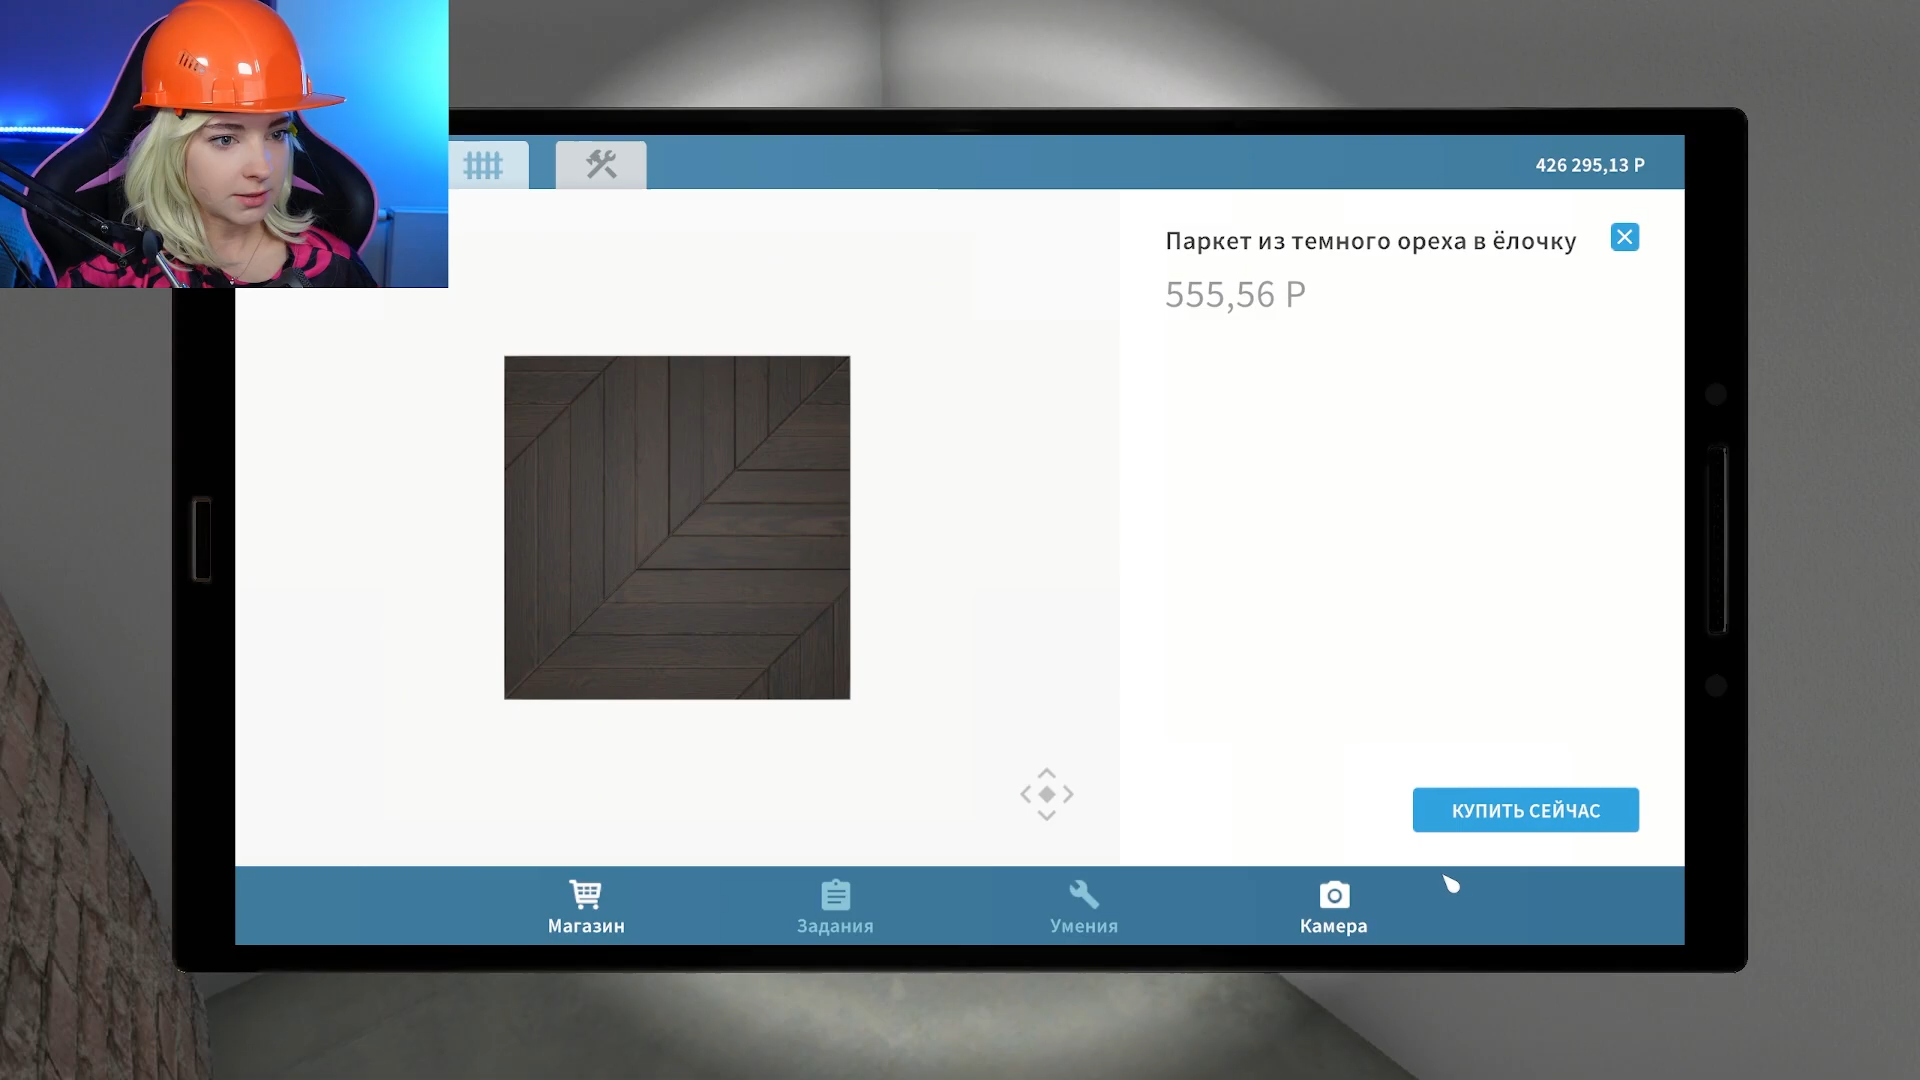 426 295,13 Р
Паркет из темного ореха в ёлочку
555,56 Р
КУПИТЬ СЕЙЧАС
Магазин
Задания
Умения
Камера